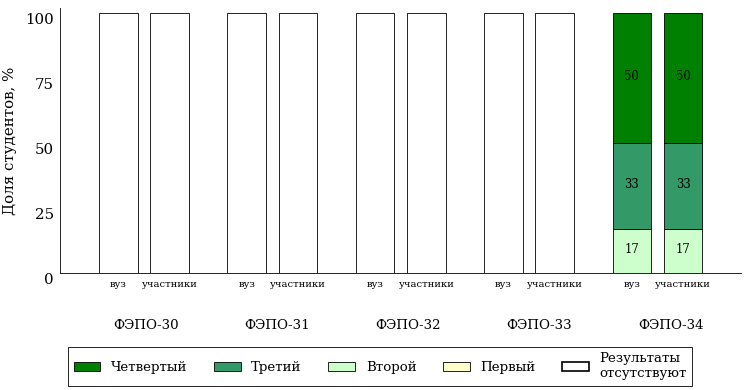 Доля студентов, %
100
75
50
25
0
50
50
33
33
17
17
вуз участники вуз участники вуз участники вуз участники вуз участники
ФЭПО-30 ФЭПО-31 ФЭПО-32 ФЭПО-33 ФЭПО-34
Четвертый Третий Второй Первый Результаты
отсутствуют